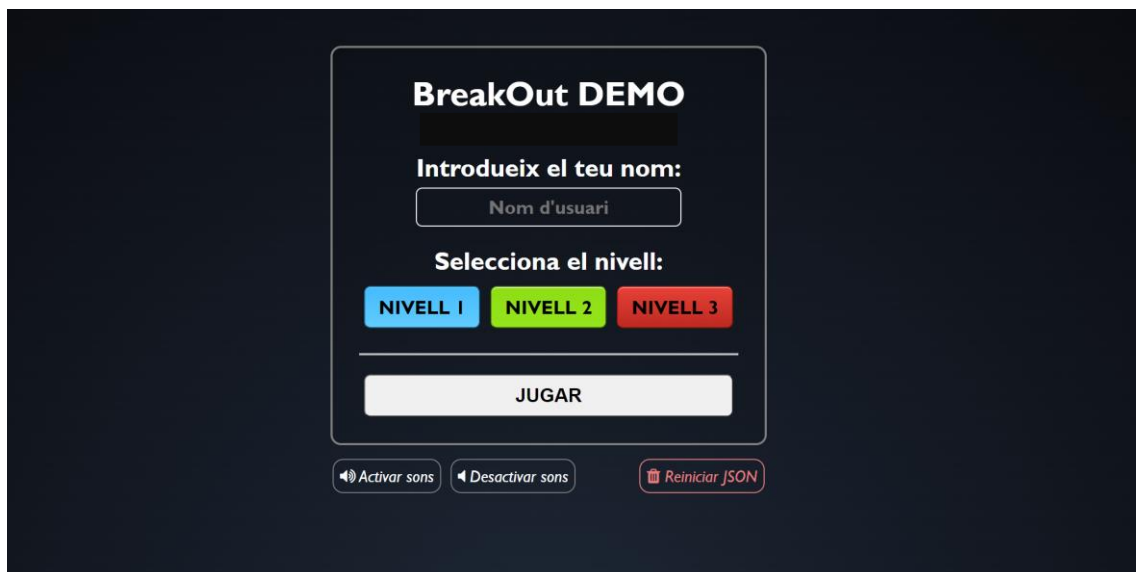 BreakOut DEMO
Introdueix el teu nom:
Nom d'usuari
Selecciona el nivell:
NIVELL 1 NIVELL 2 NIVELL 3
JUGAR
Activar sons Desactivar sons Reiniciar JSON